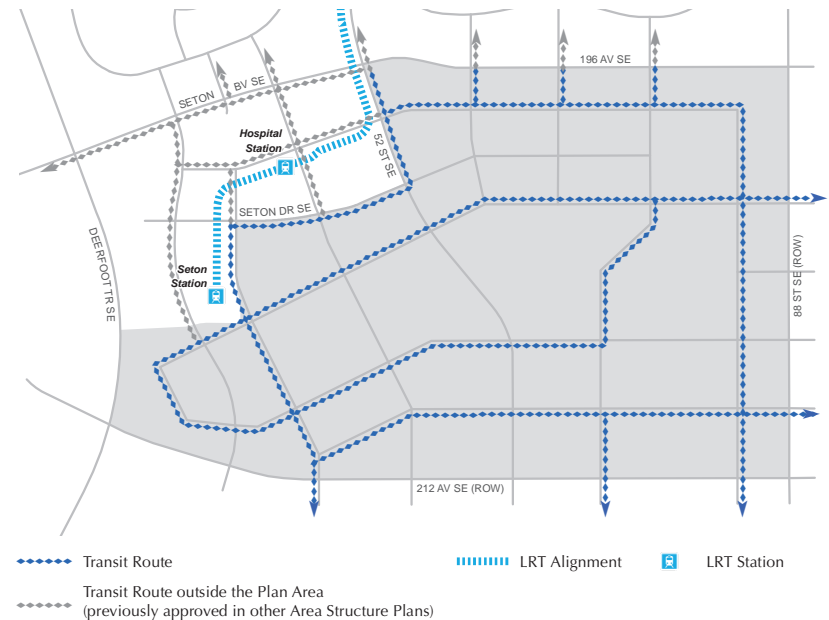 196 AV SE
SETON BV SE
Hospital
Station
52 ST SE
SETON DR SE
DEERFOOT TR SE
Seton
Station
88 ST SE (ROW)
212 AV SE (ROW)
Transit Route
LRT Alignment
LRT Station
Transit Route outside the Plan Area
(previously approved in other Area Structure Plans)